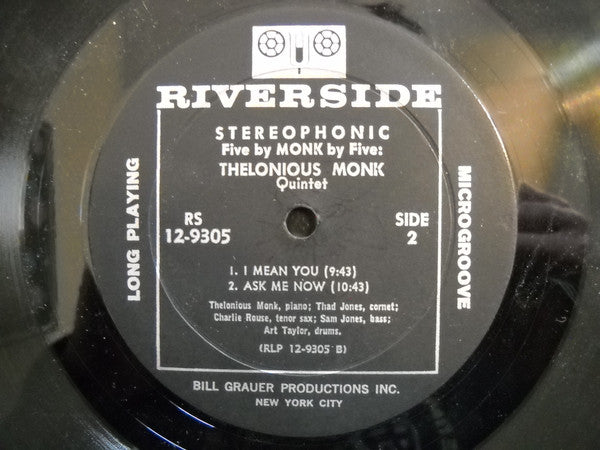 RIVERSIDE
STEREOPHONIC
Five by MONK by Five:
THELONIOUS MONK
Quintet
RS
12-9305
SIDE
2
LONG PLAYING
MICROGROOVE
1. I MEAN YOU (9:43)
2. ASK ME NOW (10:43)
Thelonious Monk, piano; Thad Jones, cornet;
Charlie Rouse, tenor sax; Sam Jones, bass;
Art Taylor, drums.
(RLP 12-9305 B)
BILL GRAUER PRODUCTIONS INC.
NEW YORK CITY